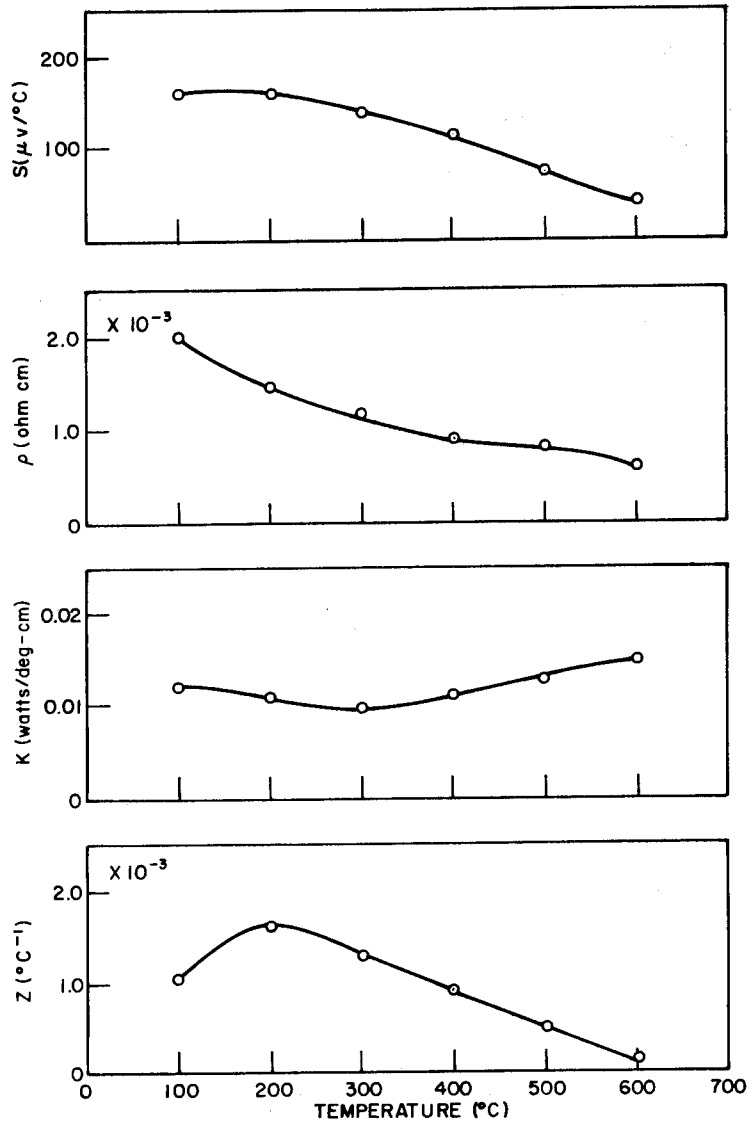 S(μv/°C)
200
100
X 10⁻³
ρ (ohm cm)
2.0
1.0
0
K (watts/deg-cm)
0.02
0.01
0
X 10⁻³
Z (°C⁻¹)
2.0
1.0
0
0 100 200 300 400 500 600 700
TEMPERATURE (°C)